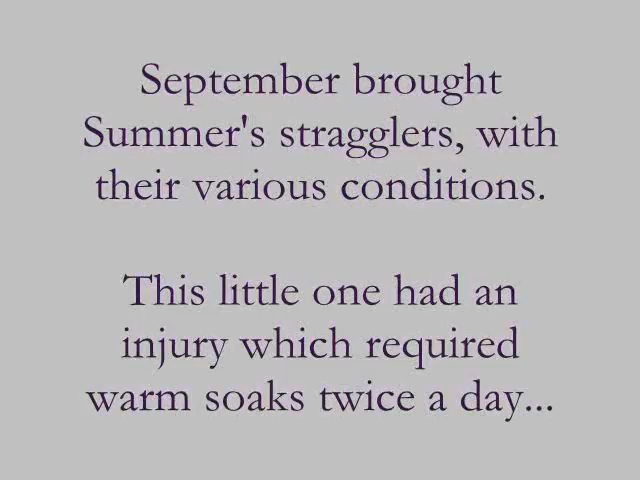 September brought
Summer's stragglers, with
their various conditions.
This little one had an
injury which required
warm soaks twice a day...